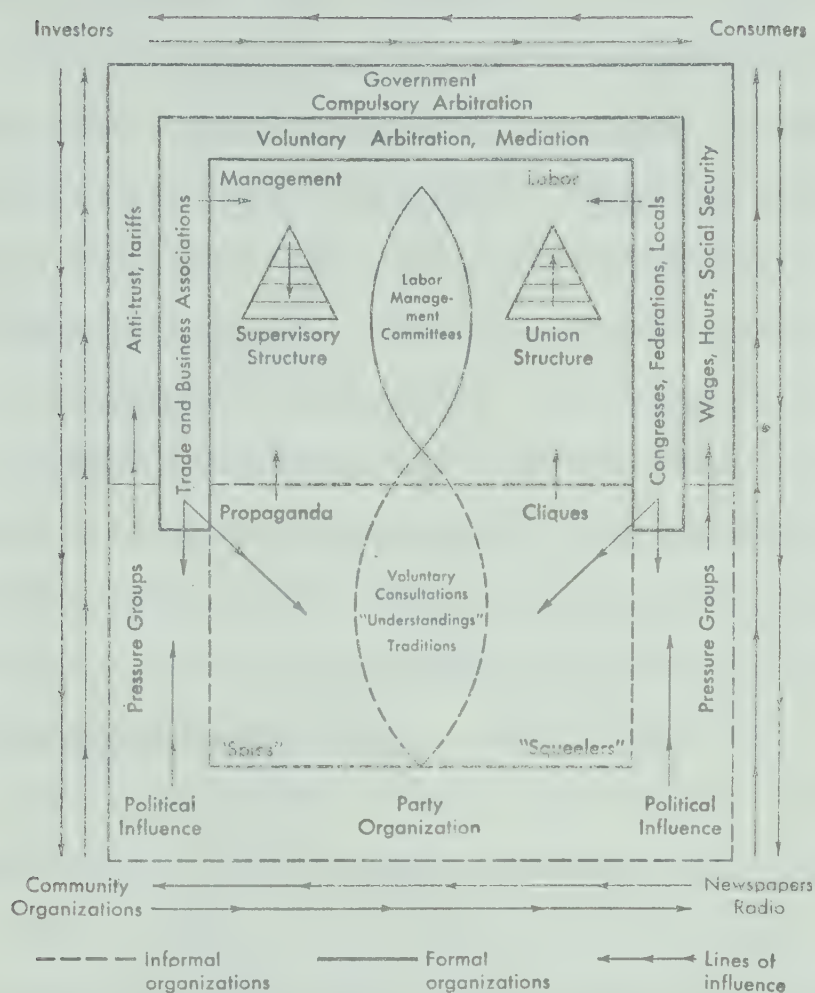 Investors
Consumers
Government
Compulsory Arbitration
Voluntary Arbitration, Mediation
Management
Labor
Anti-trust, tariffs
Trade and Business Associations
Labor
Manage-
ment
Committees
Supervisory
Structure
Union
Structure
Congresses, Federations, Locals
Wages, Hours, Social Security
Propaganda
Cliques
Pressure Groups
Voluntary
Consultations
"Understandings"
Traditions
Pressure Groups
"Spies"
"Squeelers"
Political
Influence
Party
Organization
Political
Influence
Community
Organizations
Newspapers
Radio
Informal
organizations
Formal
organizations
Lines of
influence